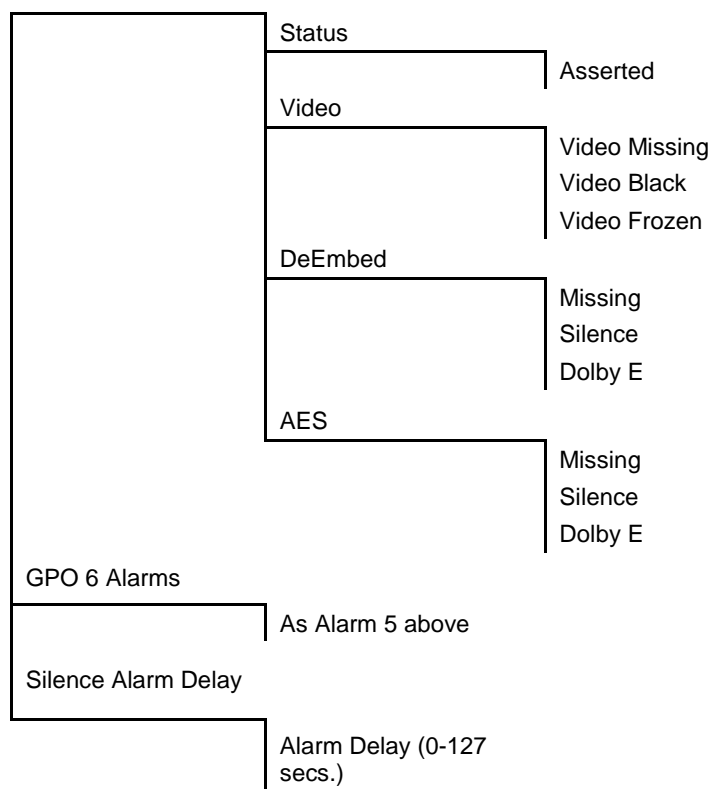 Status
Asserted
Video
Video Missing
Video Black
Video Frozen
DeEmbed
Missing
Silence
Dolby E
AES
Missing
Silence
Dolby E
GPO 6 Alarms
As Alarm 5 above
Silence Alarm Delay
Alarm Delay (0-127
secs.)